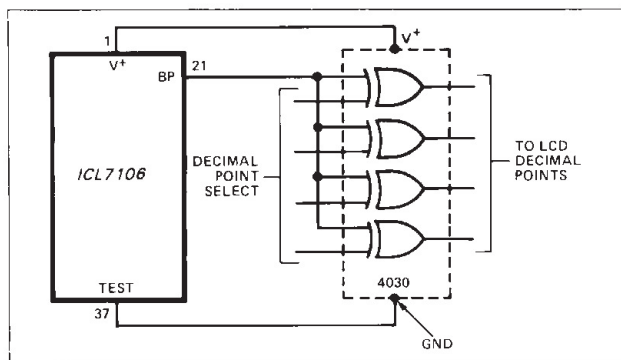 1
V+
V+
BP
21
ICL7106
DECIMAL
POINT
SELECT
TO LCD
DECIMAL
POINTS
TEST
37
4030
GND